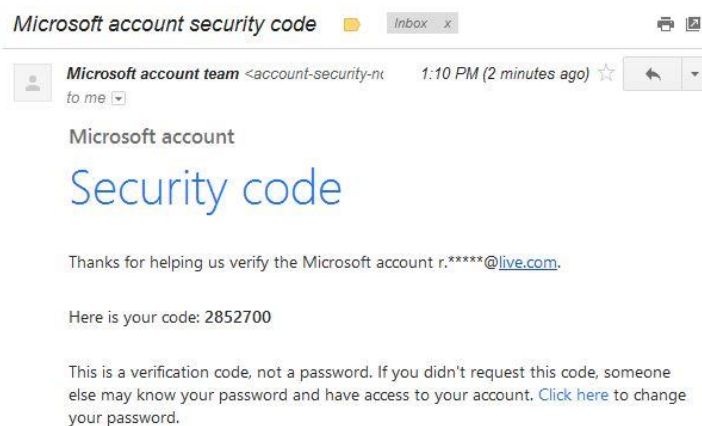 Microsoft account security code Inbox x
Microsoft account team <account-security-no 1:10 PM (2 minutes ago)
to me
Microsoft account
Security code
Thanks for helping us verify the Microsoft account r.*****@live.com.
Here is your code: 2852700
This is a verification code, not a password. If you didn't request this code, someone
else may know your password and have access to your account. Click here to change
your password.